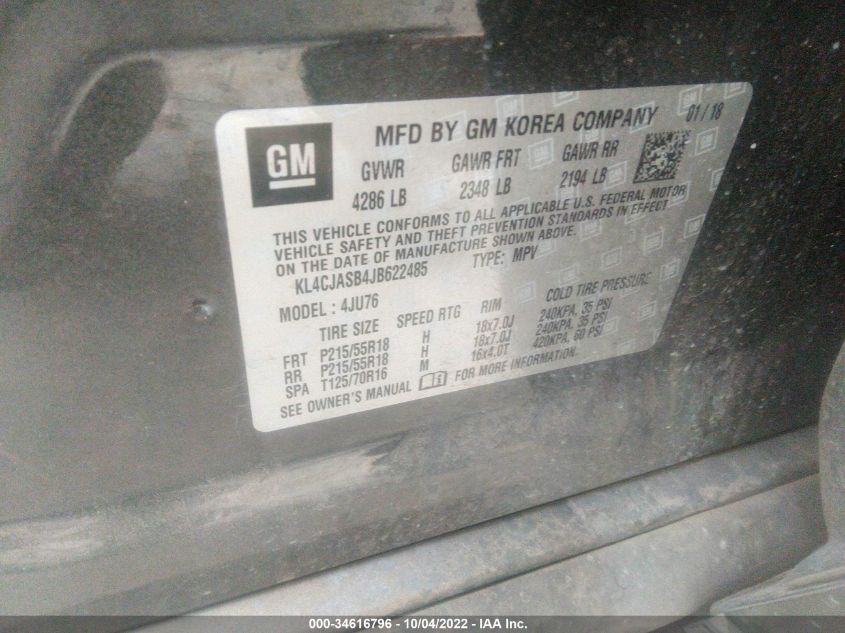 GM
MFD BY GM KOREA COMPANY 01/18
GVWR GAWR FRT GAWR RR
4286 LB 2348 LB 2194 LB
THIS VEHICLE CONFORMS TO ALL APPLICABLE U.S. FEDERAL MOTOR
VEHICLE SAFETY AND THEFT PREVENTION STANDARDS IN EFFECT
ON THE DATE OF MANUFACTURE SHOWN ABOVE.
KL4CJASB4JB622485 TYPE: MPV
MODEL: 4JU76
TIRE SIZE SPEED RTG RIM COLD TIRE PRESSURE
FRT P215/55R18 H 18x7.0J 240KPA, 35 PSI
RR P215/55R18 H 18x7.0J 240KPA, 35 PSI
SPA T125/70R16 M 16x4.0T 420KPA, 60 PSI
SEE OWNER'S MANUAL FOR MORE INFORMATION.
000-34616796 - 10/04/2022 - IAA Inc.